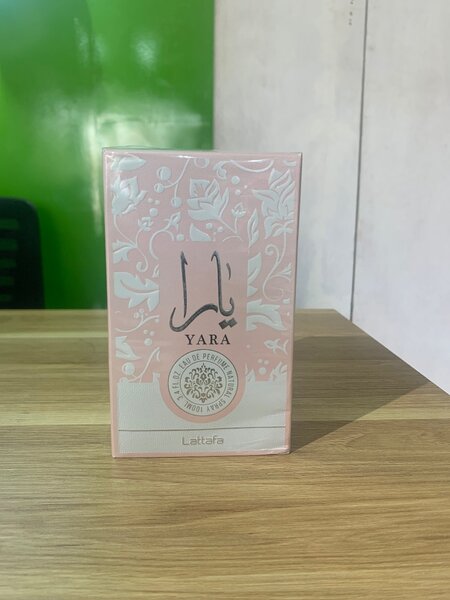 يارا
YARA
EAU DE PERFUME NATURAL SPRAY 100ML 3.4 FL.OZ.
Lattafa